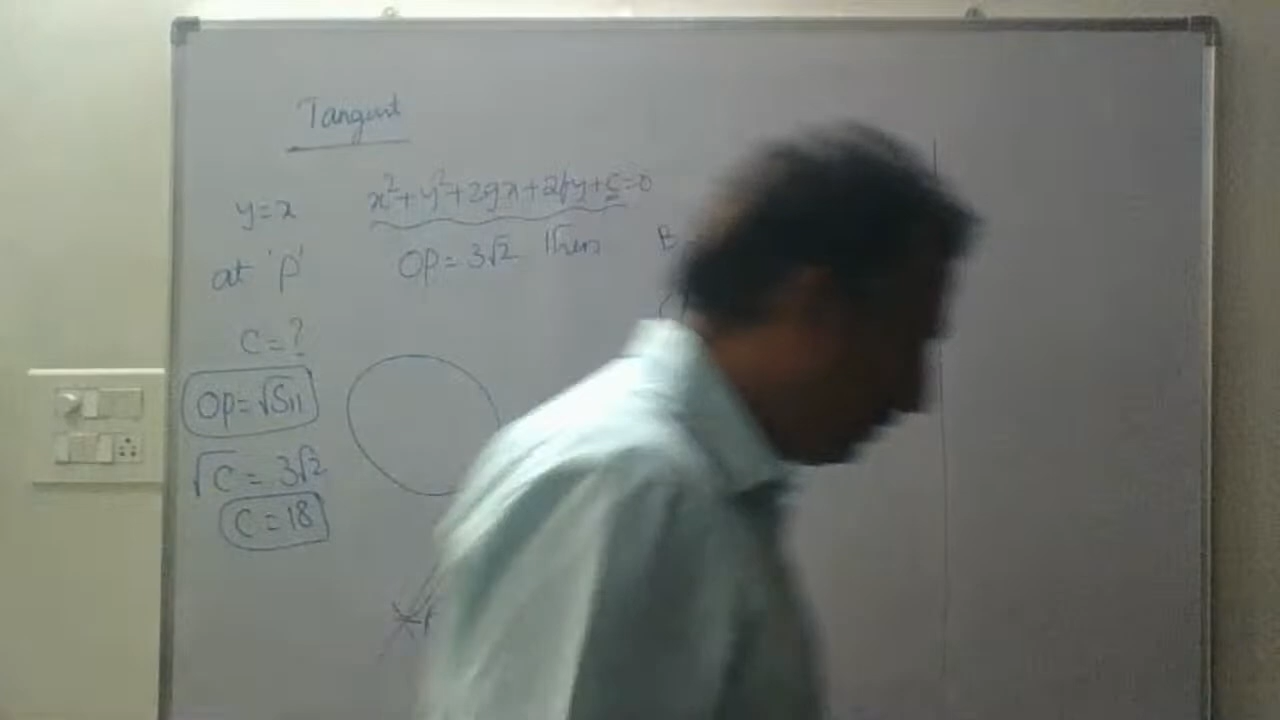 Tangent
y=x x²+y²+2gx+2fy+c=0
at 'P' OP=3√2 Then
C=?
OP=√S11
√C=3√2
C=18